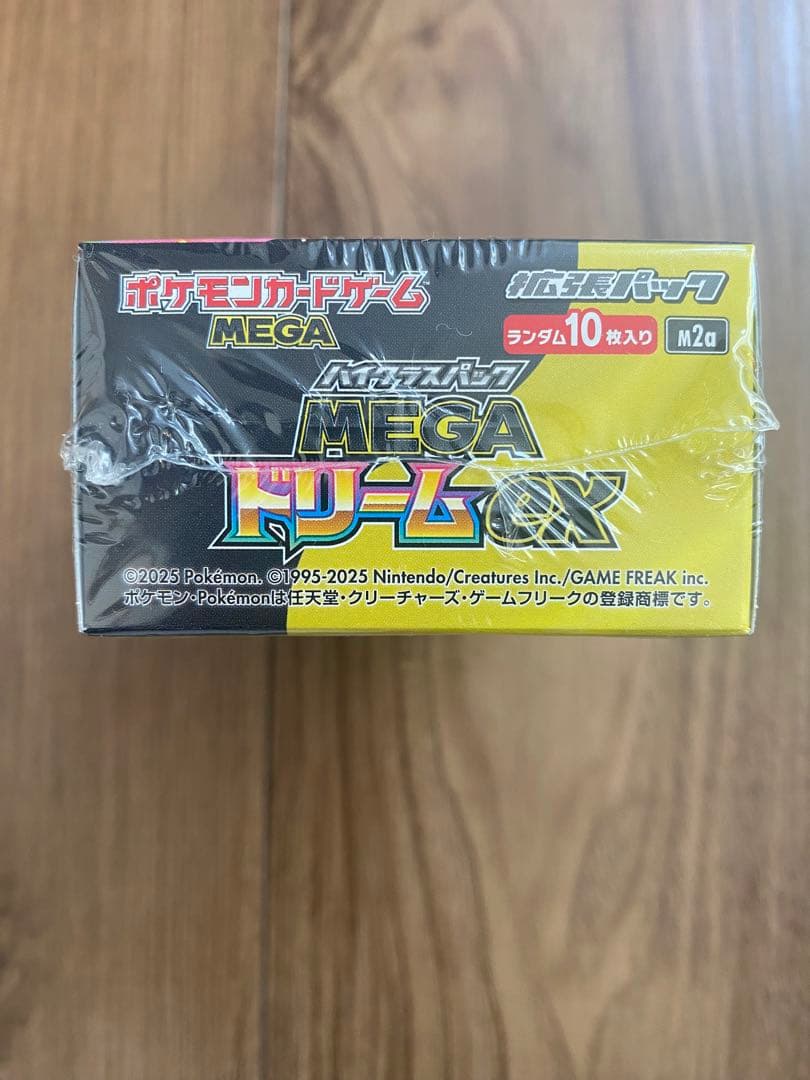 ポケモンカードゲーム™
MEGA
拡張パック
ランダム10枚入り M2a
ハイクラスパック
MEGA
ドリームex
©2025 Pokémon. ©1995-2025 Nintendo/Creatures Inc./GAME FREAK inc.
ポケモン・Pokémonは任天堂・クリーチャーズ・ゲームフリークの登録商標です。